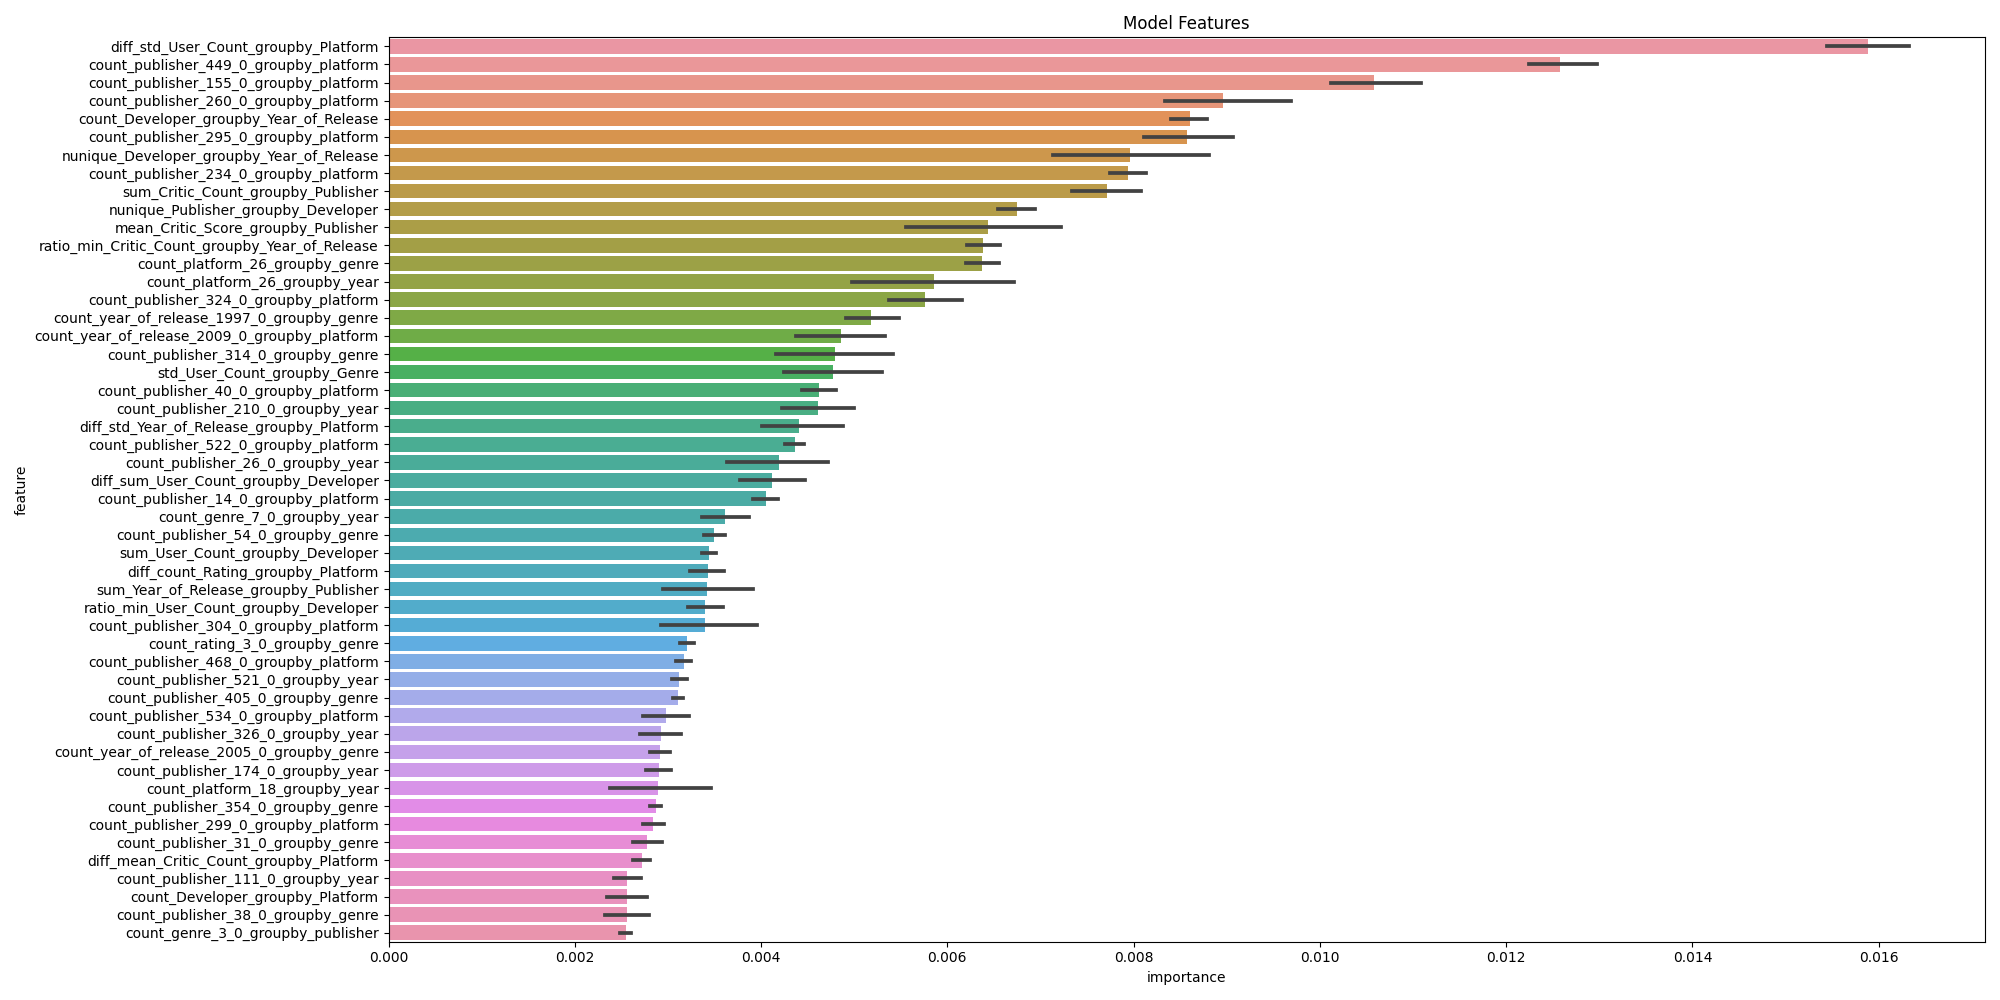 Model Features
diff_std_User_Count_groupby_Platform
count_publisher_449_0_groupby_platform
count_publisher_155_0_groupby_platform
count_publisher_260_0_groupby_platform
count_Developer_groupby_Year_of_Release
count_publisher_295_0_groupby_platform
nunique_Developer_groupby_Year_of_Release
count_publisher_234_0_groupby_platform
sum_Critic_Count_groupby_Publisher
nunique_Publisher_groupby_Developer
mean_Critic_Score_groupby_Publisher
ratio_min_Critic_Count_groupby_Year_of_Release
count_platform_26_groupby_genre
count_platform_26_groupby_year
count_publisher_324_0_groupby_platform
count_year_of_release_1997_0_groupby_genre
count_year_of_release_2009_0_groupby_platform
count_publisher_314_0_groupby_genre
std_User_Count_groupby_Genre
count_publisher_40_0_groupby_platform
count_publisher_210_0_groupby_year
diff_std_Year_of_Release_groupby_Platform
count_publisher_522_0_groupby_platform
count_publisher_26_0_groupby_year
diff_sum_User_Count_groupby_Developer
count_publisher_14_0_groupby_platform
count_genre_7_0_groupby_year
count_publisher_54_0_groupby_genre
sum_User_Count_groupby_Developer
diff_count_Rating_groupby_Platform
sum_Year_of_Release_groupby_Publisher
ratio_min_User_Count_groupby_Developer
count_publisher_304_0_groupby_platform
count_rating_3_0_groupby_genre
count_publisher_468_0_groupby_platform
count_publisher_521_0_groupby_year
count_publisher_405_0_groupby_genre
count_publisher_534_0_groupby_platform
count_publisher_326_0_groupby_year
count_year_of_release_2005_0_groupby_genre
count_publisher_174_0_groupby_year
count_platform_18_groupby_year
count_publisher_354_0_groupby_genre
count_publisher_299_0_groupby_platform
count_publisher_31_0_groupby_genre
diff_mean_Critic_Count_groupby_Platform
count_publisher_111_0_groupby_year
count_Developer_groupby_Platform
count_publisher_38_0_groupby_genre
count_genre_3_0_groupby_publisher
feature
0.000 0.002 0.004 0.006 0.008 0.010 0.012 0.014 0.016
importance